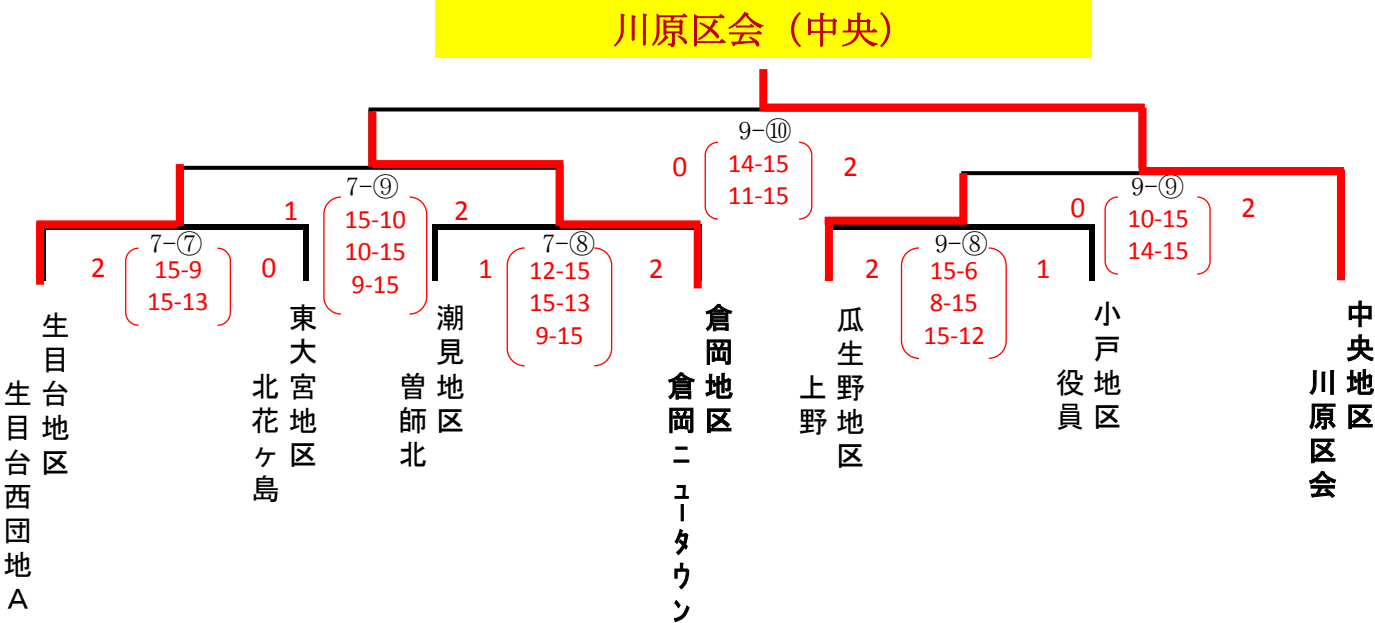 川原区会（中央）
9-⑩
0
14-15
11-15
2
7-⑨
1
15-10
10-15
9-15
2
9-⑨
0
10-15
14-15
2
7-⑦
2
15-9
15-13
0
7-⑧
1
12-15
15-13
9-15
2
9-⑧
2
15-6
8-15
15-12
1
生目台地区
生目台西団地A
東大宮地区
北花ヶ島
潮見地区
曽師北
倉岡地区
倉岡ニュータウン
瓜生野地区
上野
小戸地区
役員
中央地区
川原区会